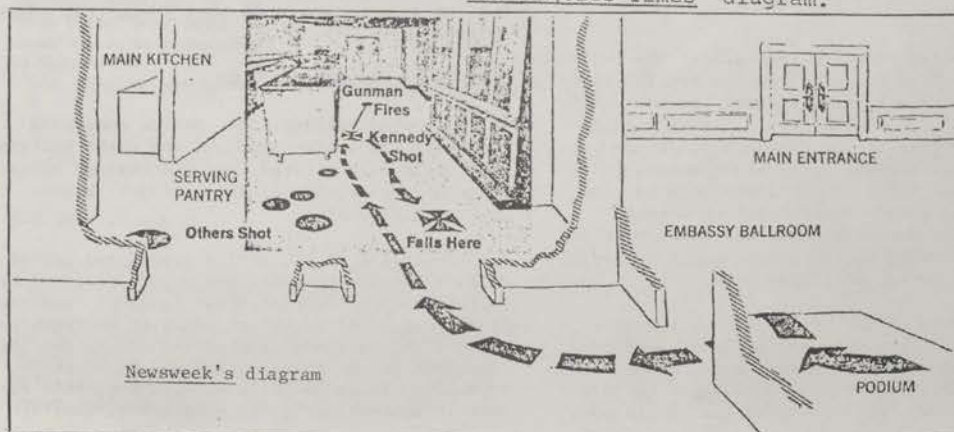 Times" diagram.
MAIN KITCHEN
Gunman
Fires
Kennedy
Shot
SERVING
PANTRY
Others Shot
Falls Here
MAIN ENTRANCE
EMBASSY BALLROOM
Newsweek's diagram
PODIUM